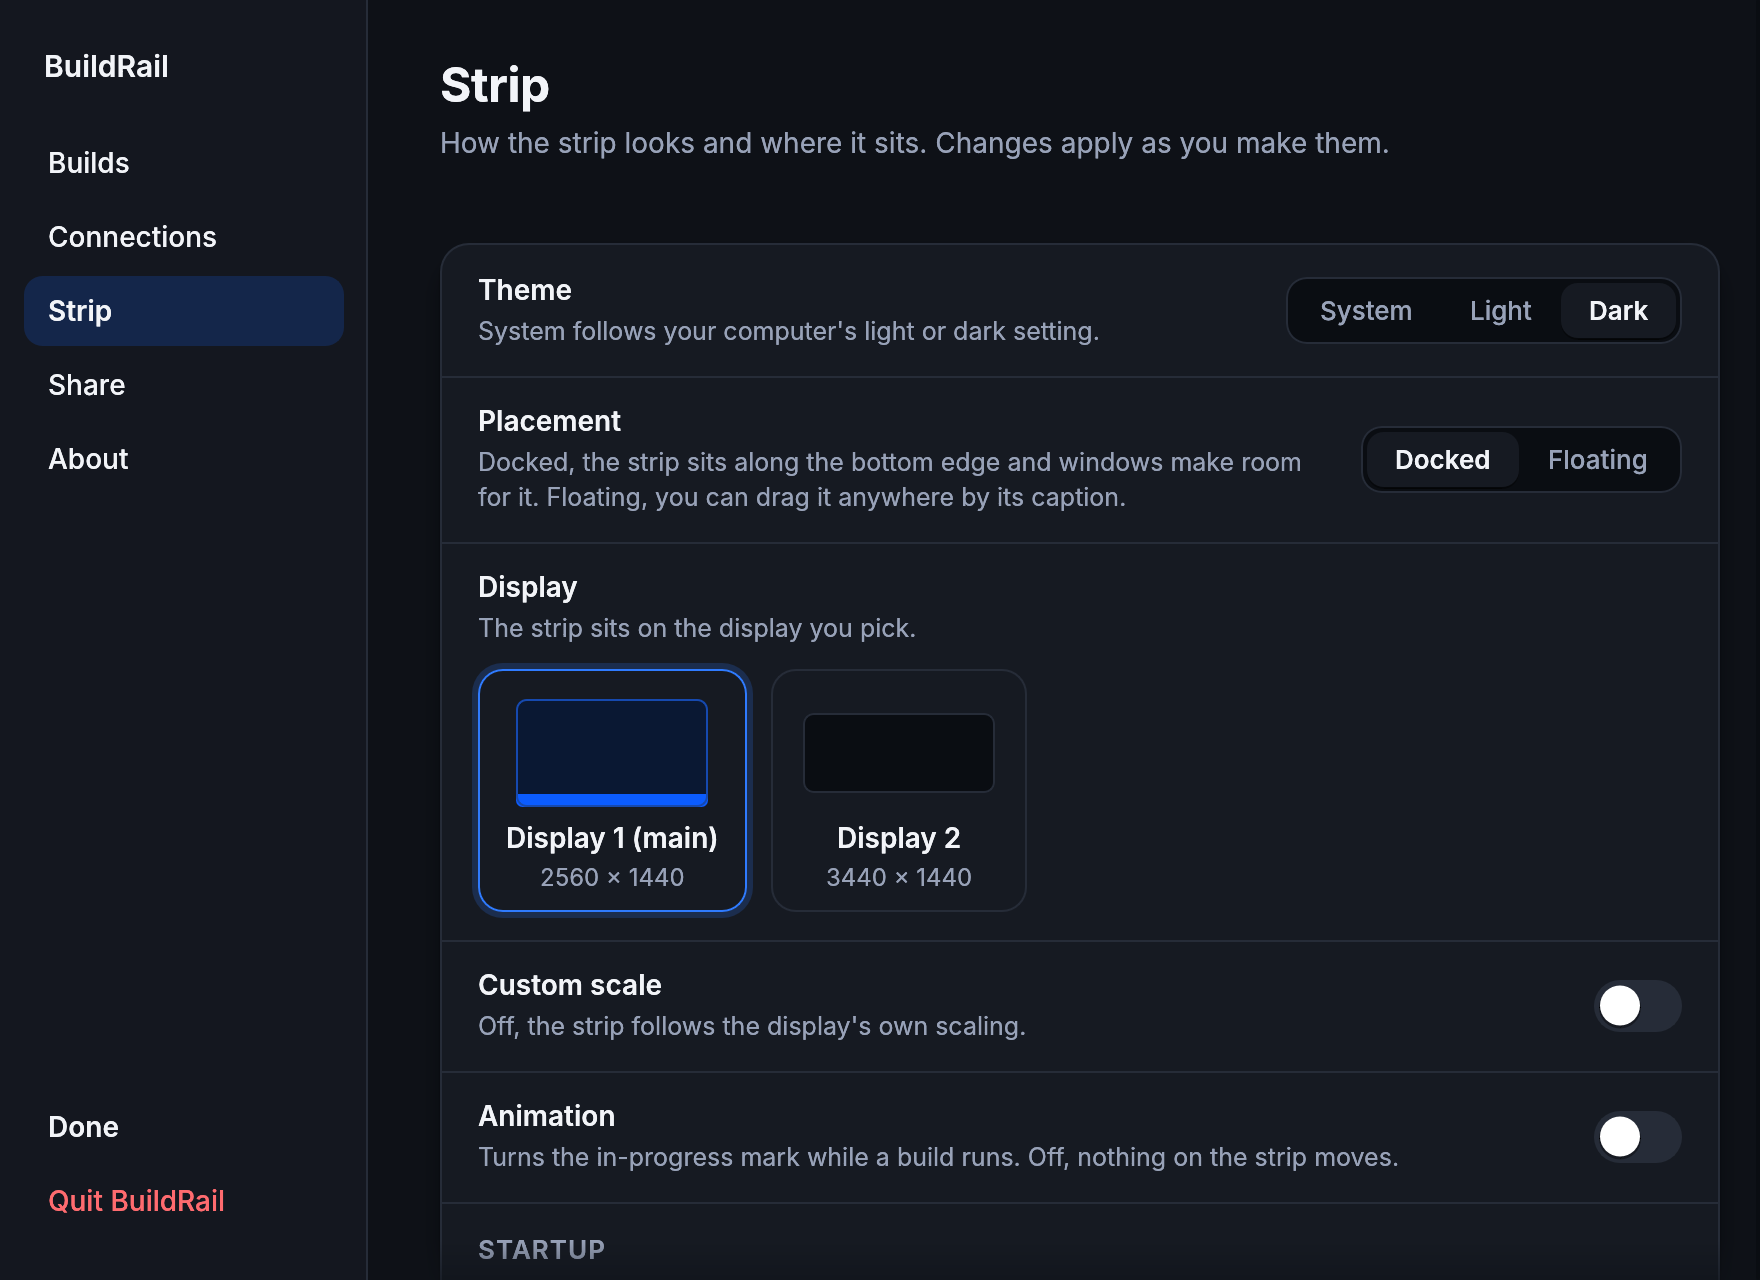 BuildRail
Builds
Connections
Strip
Share
About
Done
Quit BuildRail
Strip
How the strip looks and where it sits. Changes apply as you make them.
Theme
System follows your computer's light or dark setting.
System
Light
Dark
Placement
Docked, the strip sits along the bottom edge and windows make room
for it. Floating, you can drag it anywhere by its caption.
Docked
Floating
Display
The strip sits on the display you pick.
Display 1 (main)
2560 × 1440
Display 2
3440 × 1440
Custom scale
Off, the strip follows the display's own scaling.
Animation
Turns the in-progress mark while a build runs. Off, nothing on the strip moves.
STARTUP